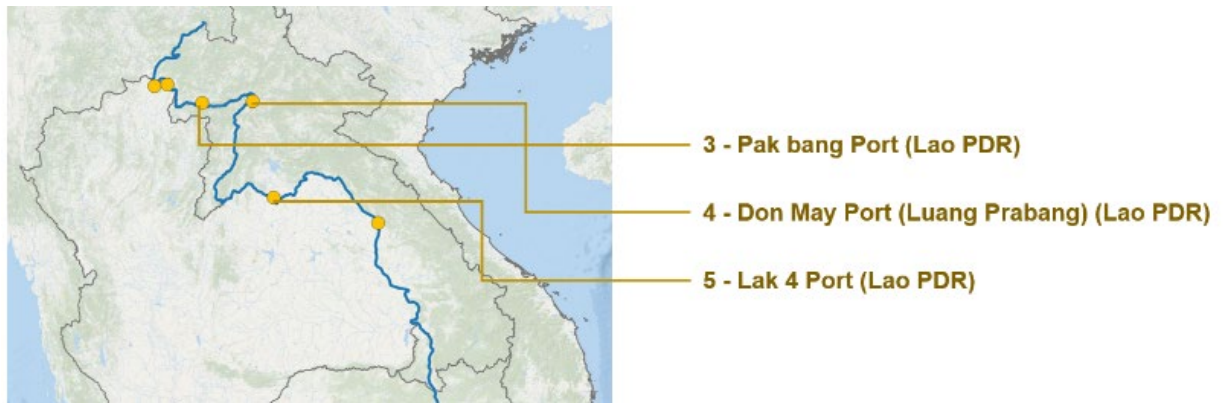 3 - Pak bang Port (Lao PDR)
4 - Don May Port (Luang Prabang) (Lao PDR)
5 - Lak 4 Port (Lao PDR)